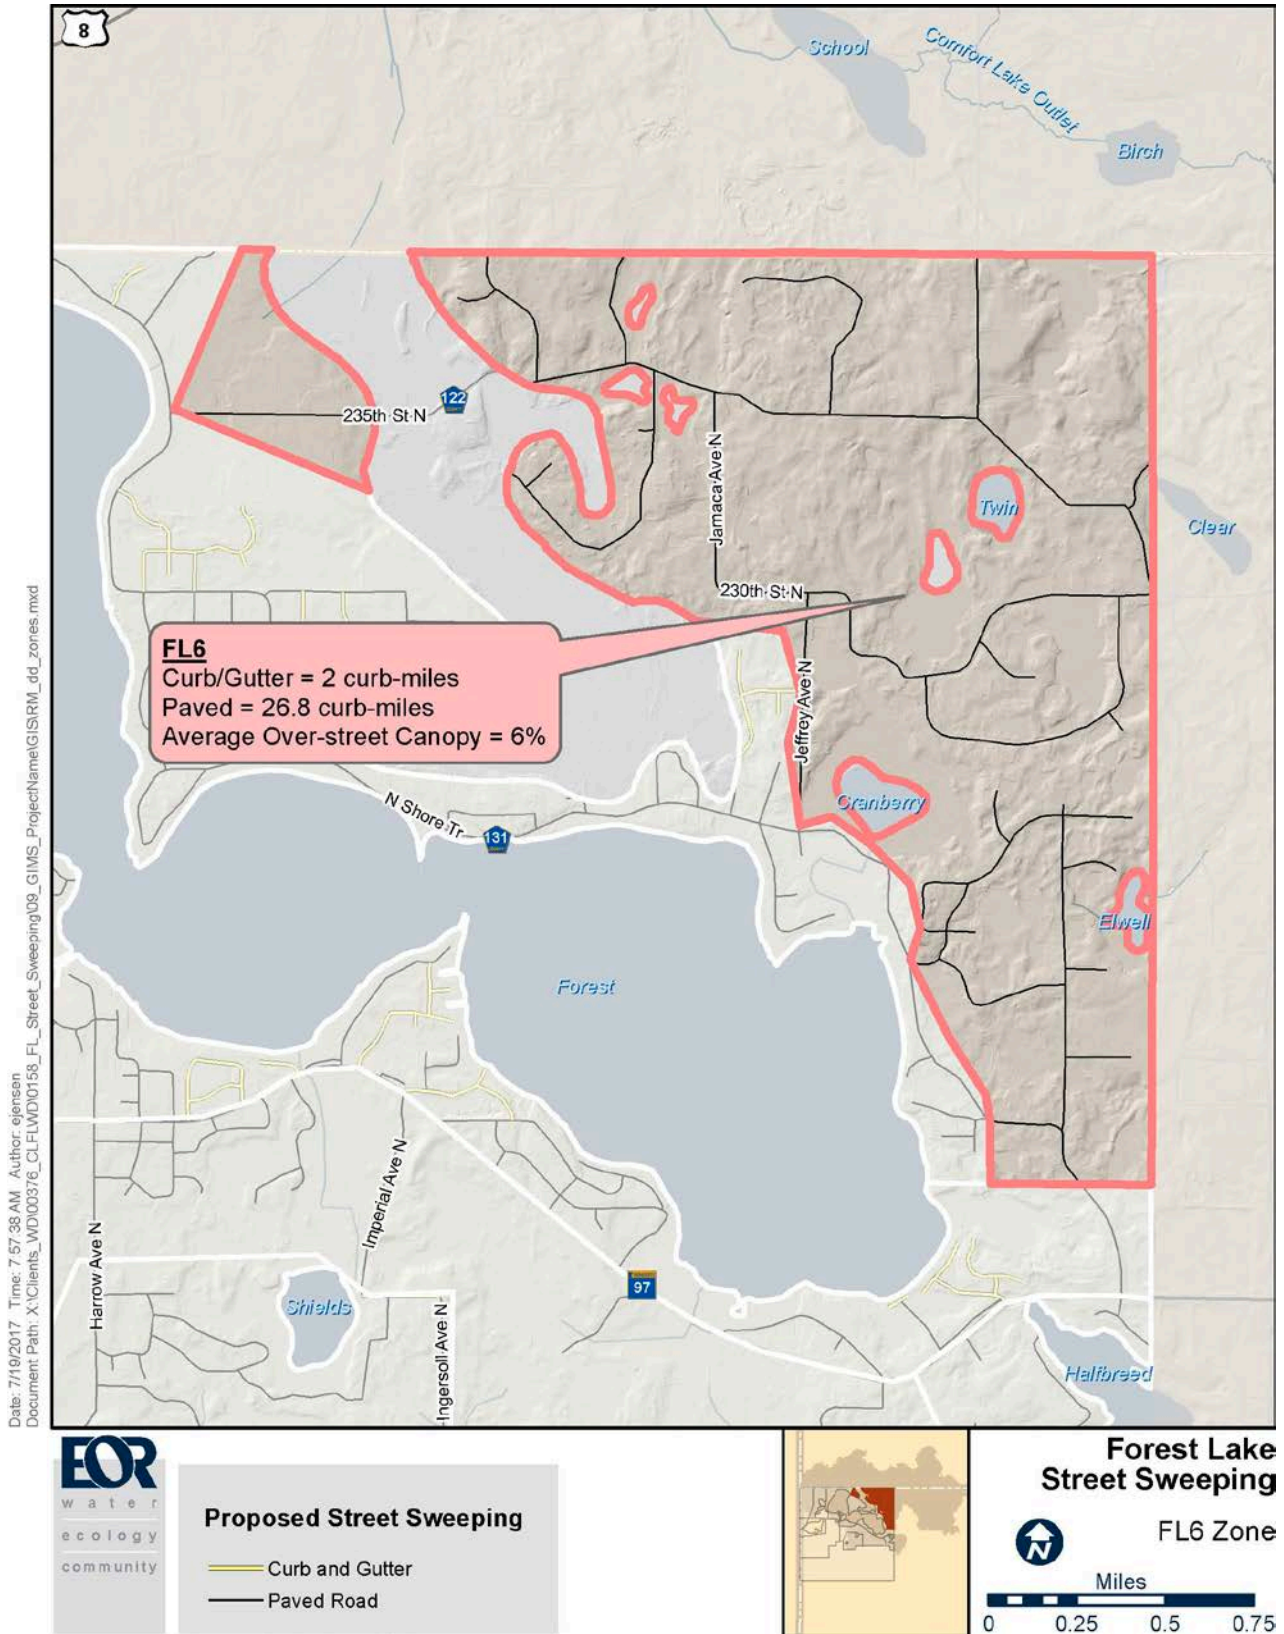 8
School
Comfort Lake Outlet
Birch
122
235th St N
Jamaca Ave N
Twin
Clear
230th St N
FL6
Curb/Gutter = 2 curb-miles
Paved = 26.8 curb-miles
Average Over-street Canopy = 6%
Jeffrey Ave N
Cranberry
N Shore Tr
131
Elwell
Forest
Imperial Ave N
Harrow Ave N
Shields
Ingersoll Ave N
97
Halfbreed
Date: 7/19/2017 Time: 7:57:38 AM Author: ejensen
Document Path: X:\Clients_WD\00376_CLFLWD\0158_FL_Street_Sweeping\09_GIMS_ProjectName\GIS\RM_dd_zones.mxd
EOR
water
ecology
community
Proposed Street Sweeping
Curb and Gutter
Paved Road
Forest Lake
Street Sweeping
FL6 Zone
N
Miles
0 0.25 0.5 0.75